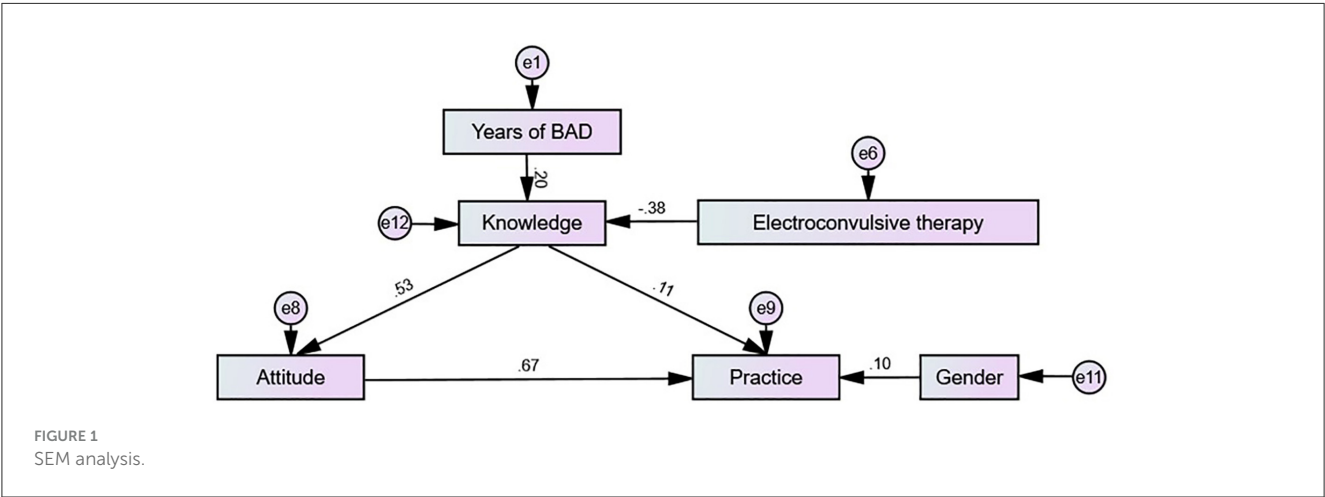 e1
Years of BAD
.20
e6
e12
Knowledge
-.38
Electroconvulsive therapy
.53
.11
e8
e9
Attitude
.67
Practice
.10
Gender
e11
FIGURE 1
SEM analysis.